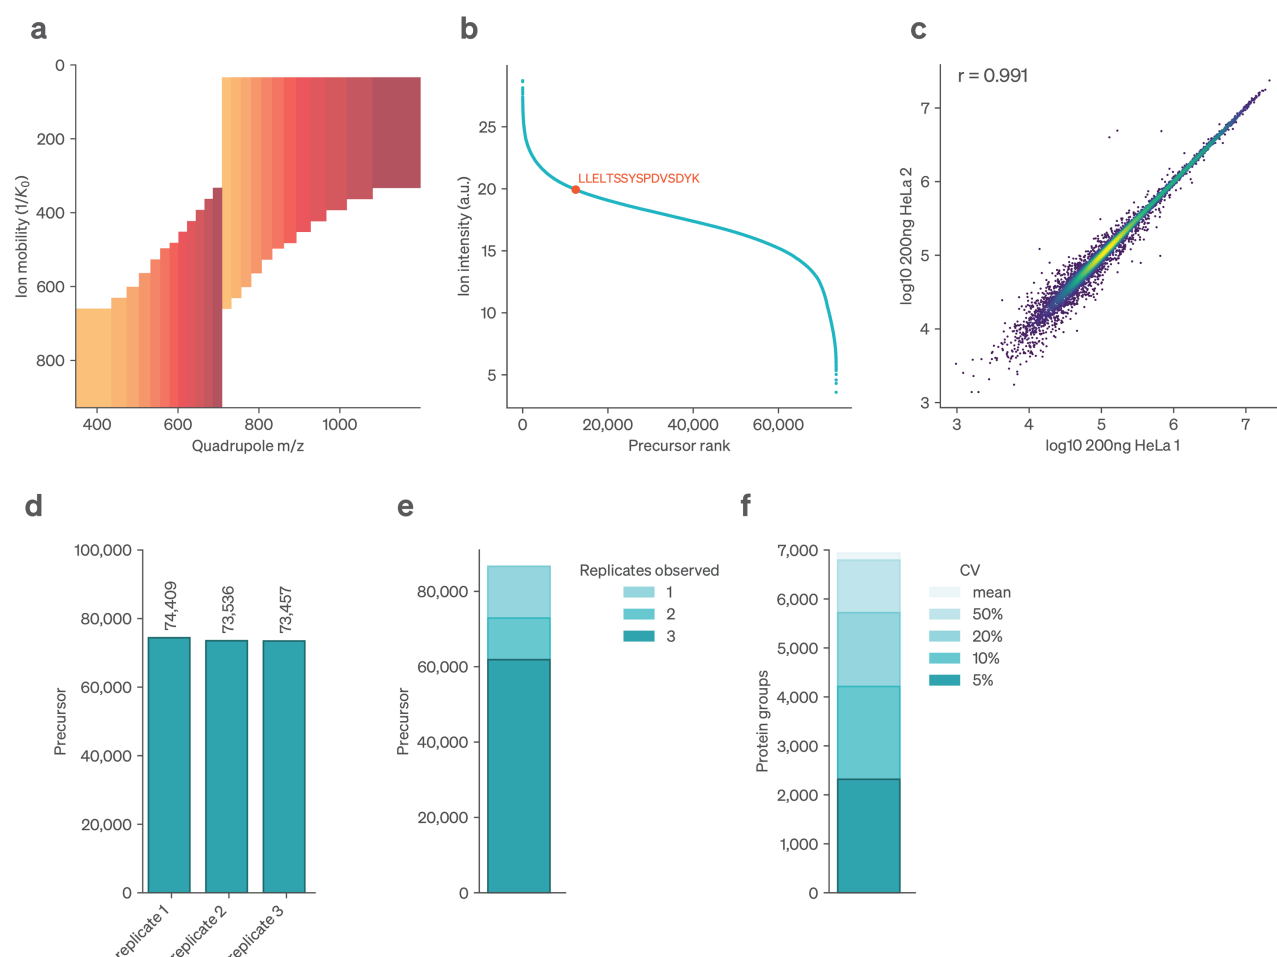 a
0
200
400
600
800
Ion mobility (1/K0)
400
600
800
1000
Quadrupole m/z
b
25
20
15
10
5
Ion intensity (a.u.)
LLELTSSYSPDVSDYK
0
20,000
40,000
60,000
Precursor rank
c
r = 0.991
7
6
5
4
3
log10 200ng HeLa 2
3
4
5
6
7
log10 200ng HeLa 1
d
100,000
80,000
60,000
40,000
20,000
0
Precursor
74,409
73,536
73,457
replicate 1
replicate 2
replicate 3
e
80,000
60,000
40,000
20,000
0
Precursor
Replicates observed
1
2
3
f
7,000
6,000
5,000
4,000
3,000
2,000
1,000
0
Protein groups
CV
mean
50%
20%
10%
5%